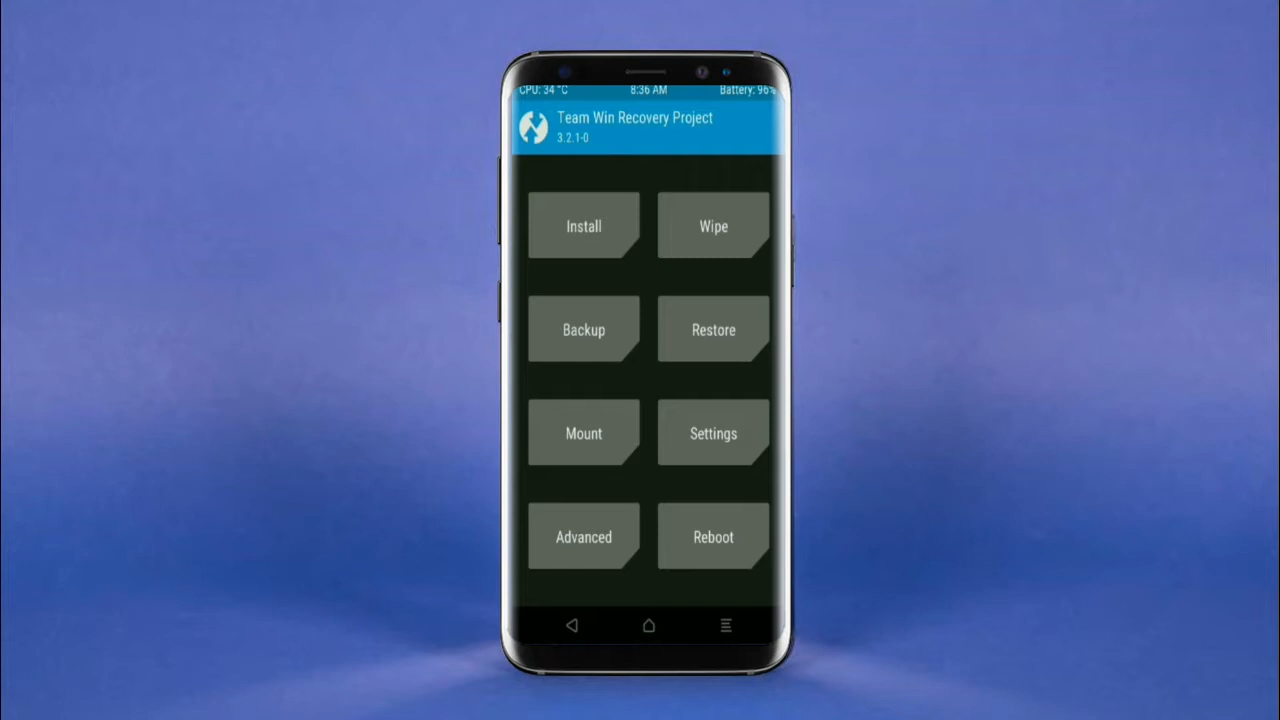 CPU: 34 °C 8:36 AM Battery: 96%
Team Win Recovery Project
3.2.1-0
Install Wipe
Backup Restore
Mount Settings
Advanced Reboot